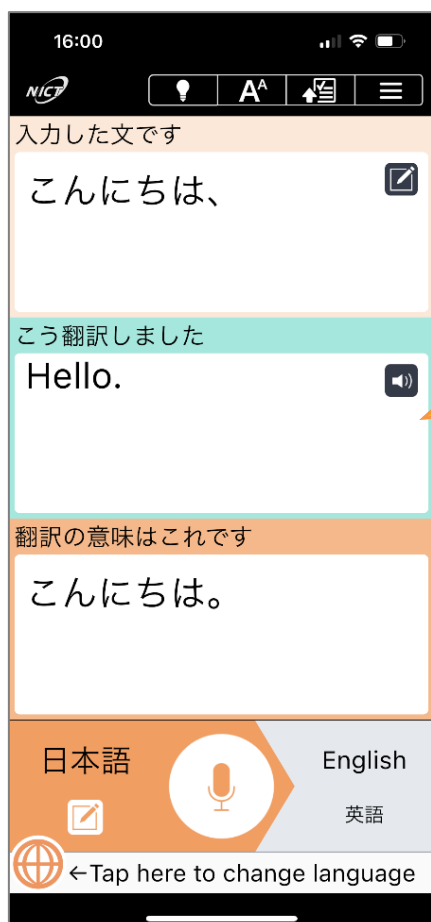 16:00
NICT
AA
入力した文です
こんにちは、
こう翻訳しました
Hello.
翻訳の意味はこれです
こんにちは。
日本語
English
英語
←Tap here to change language